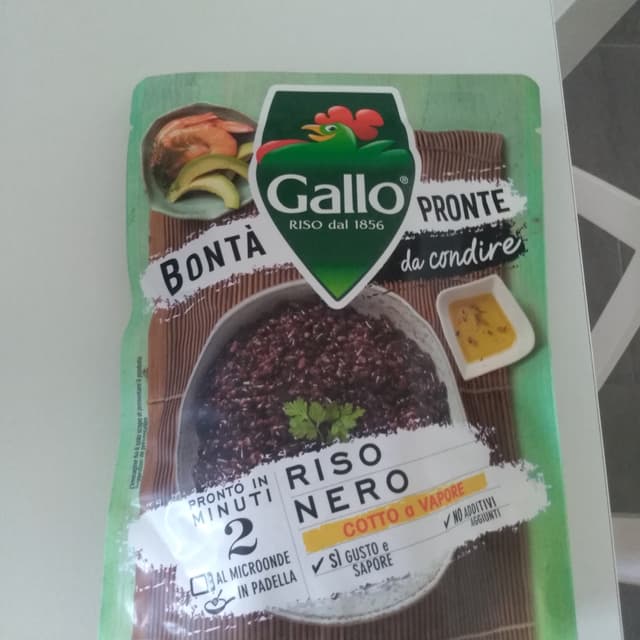 Gallo®
RISO dal 1856
BONTÀ PRONTE
da condire
RISO
NERO
COTTO a VAPORE
✓ SÌ GUSTO e
SAPORE
✓ NO ADDITIVI
AGGIUNTI
PRONTO IN
MINUTI
2
AL MICROONDE
IN PADELLA